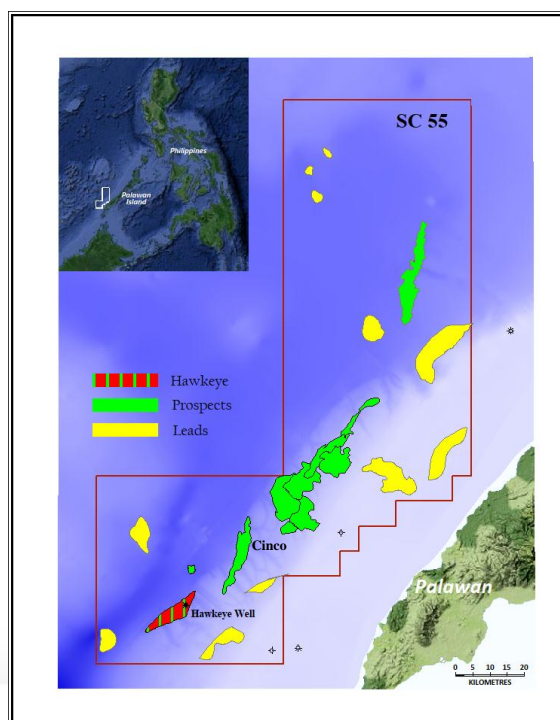 SC 55
Philippines
Palawan
Island
Hawkeye
Prospects
Leads
Cinco
Hawkeye Well
Palawan
0 5 10 15 20
KILOMETRES